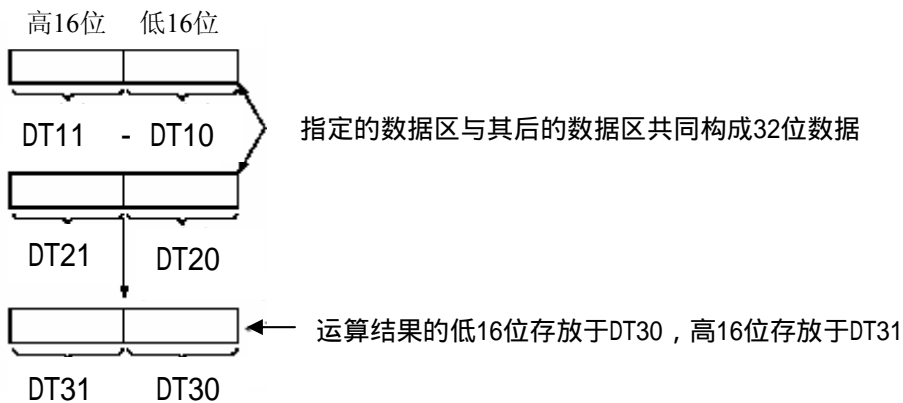 高16位 低16位
DT11 - DT10
指定的数据区与其后的数据区共同构成32位数据
DT21 DT20
运算结果的低16位存放于DT30，高16位存放于DT31
DT31 DT30